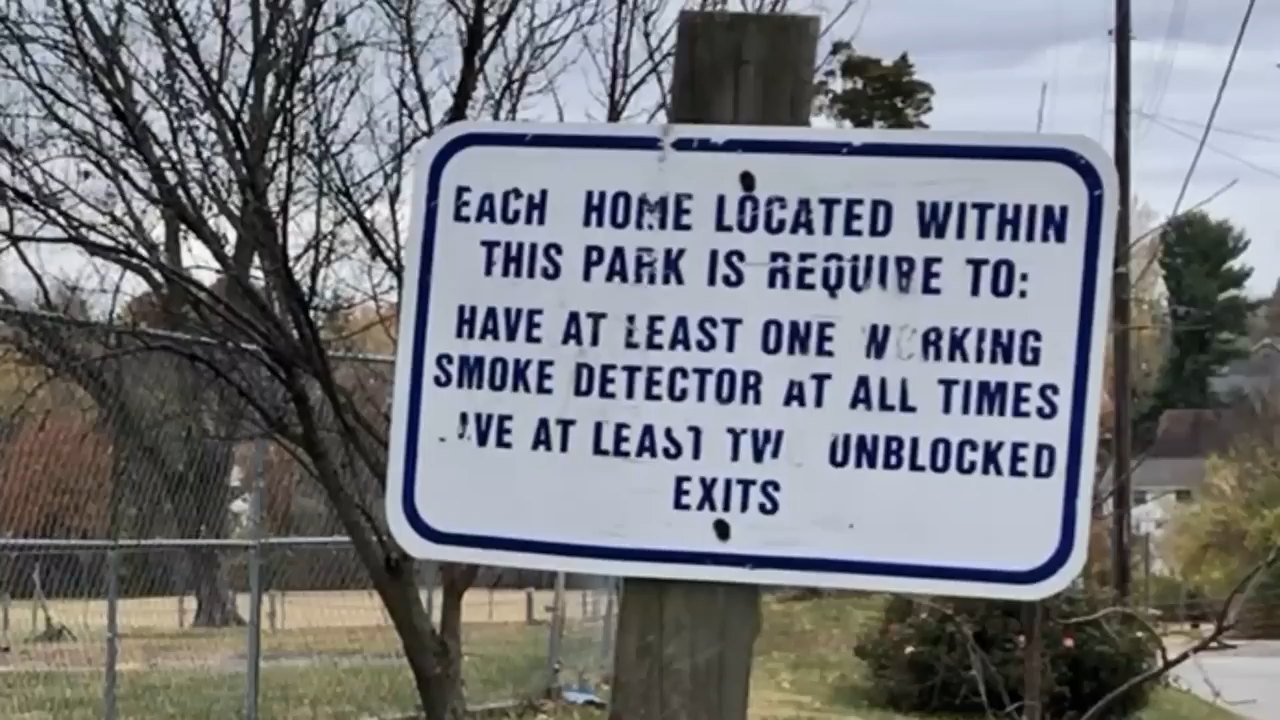 EACH HOME LOCATED WITHIN
THIS PARK IS REQUIRE TO:
HAVE AT LEAST ONE WORKING
SMOKE DETECTOR AT ALL TIMES
AT LEAST UNBLOCKED
EXITS